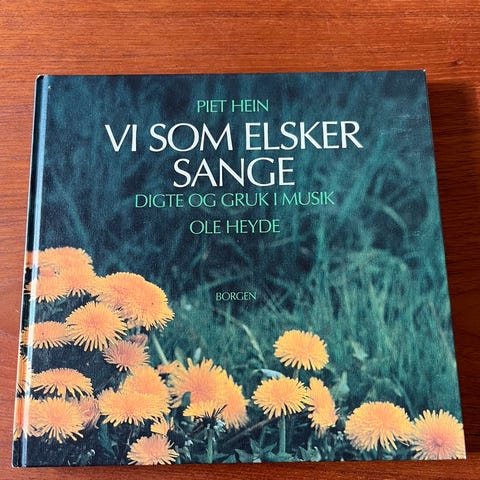 PIET HEIN
VI SOM ELSKER
SANGE
DIGTE OG GRUK I MUSIK
OLE HEYDE
BORGEN